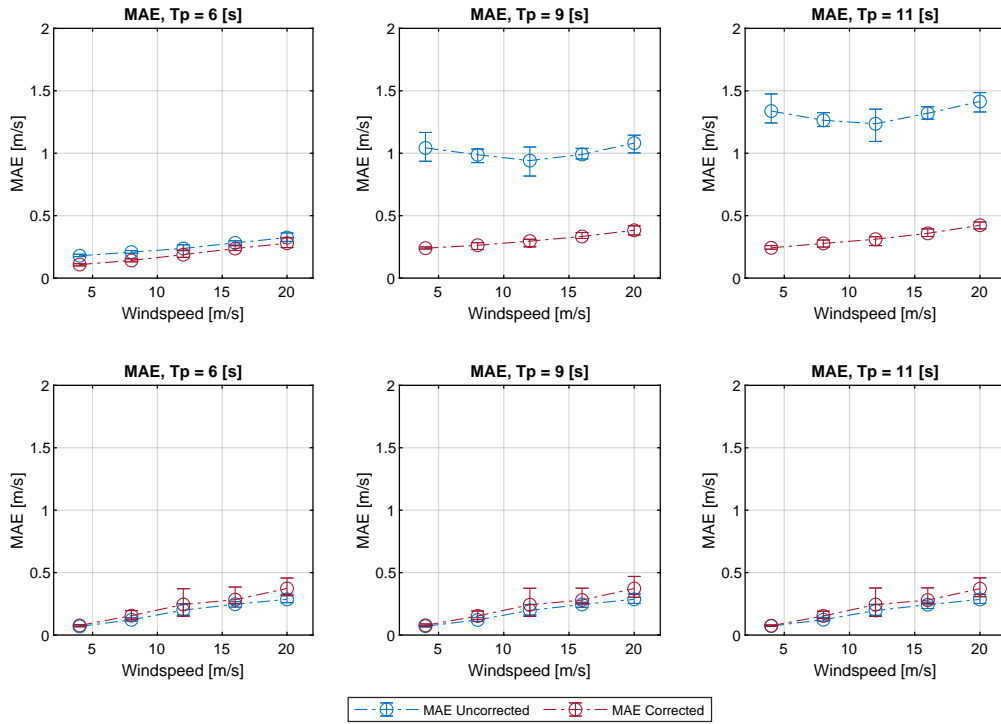 MAE, Tp = 6 [s]
MAE, Tp = 9 [s]
MAE, Tp = 11 [s]
2
1.5
1
0.5
0
MAE [m/s]
5 10 15 20
Windspeed [m/s]
2
1.5
1
0.5
0
MAE [m/s]
5 10 15 20
Windspeed [m/s]
2
1.5
1
0.5
0
MAE [m/s]
5 10 15 20
Windspeed [m/s]
MAE, Tp = 6 [s]
MAE, Tp = 9 [s]
MAE, Tp = 11 [s]
2
1.5
1
0.5
0
MAE [m/s]
5 10 15 20
Windspeed [m/s]
2
1.5
1
0.5
0
MAE [m/s]
5 10 15 20
Windspeed [m/s]
2
1.5
1
0.5
0
MAE [m/s]
5 10 15 20
Windspeed [m/s]
MAE Uncorrected MAE Corrected